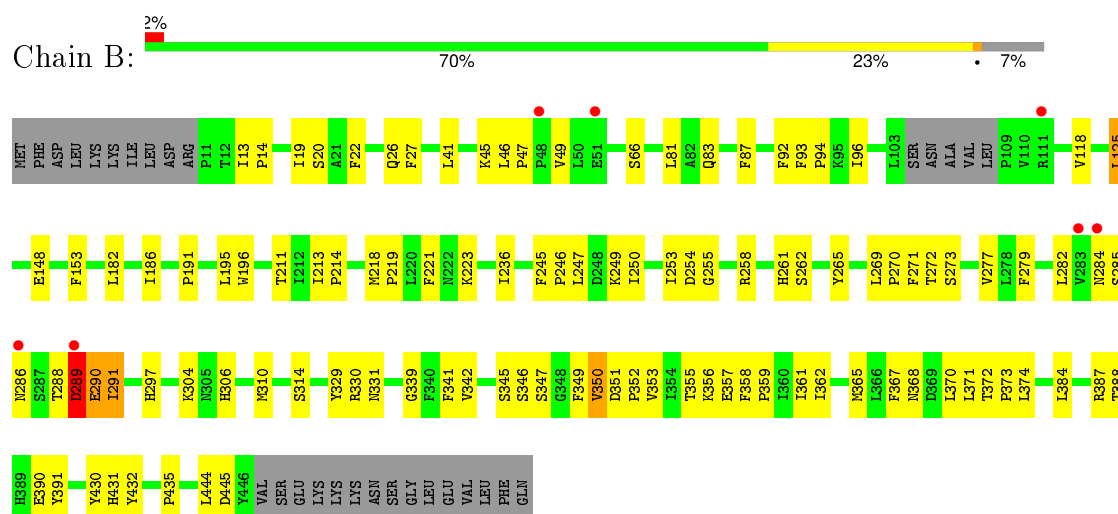 2%
Chain B:
70% 23% • 7%
MET PHE ASP LEU LYS LYS ILE LEU ASP ARG P11 T12 I13 P14 I19 S20 A21 F22 Q26 F27 L41 K45 L46 P47 P48 V49 L50 E51 S66 L81 A82 Q83 F87 F92 F93 P94 K95 I96 L103 SER ASN ALA VAL LEU P109 V110 R111 V118 L125
E148 F153 L182 I186 P191 L195 W196 T211 I212 I213 P214 M218 P219 L220 F221 N222 K223 I236 F245 P246 L247 D248 K249 I250 I253 D254 G255 R258 H261 S262 Y265 L269 P270 F271 T272 S273 V277 L278 F279 L282 V283 N284 S285
N286 S287 T288 D289 E290 I291 H297 K304 N305 H306 M310 S314 Y329 R330 N331 G339 F340 F341 V342 S345 S346 S347 G348 F349 V350 D351 P352 V353 I354 T355 K356 E357 F358 P359 I360 I361 I362 M365 L366 F367 N368 D369 L370 L371 T372 P373 L374 L384 R387 T388
H389 E390 Y391 Y430 H431 Y432 P435 L444 D445 Y446 VAL SER GLU LYS LYS LYS ASN SER GLY LEU GLU VAL LEU PHE GLN